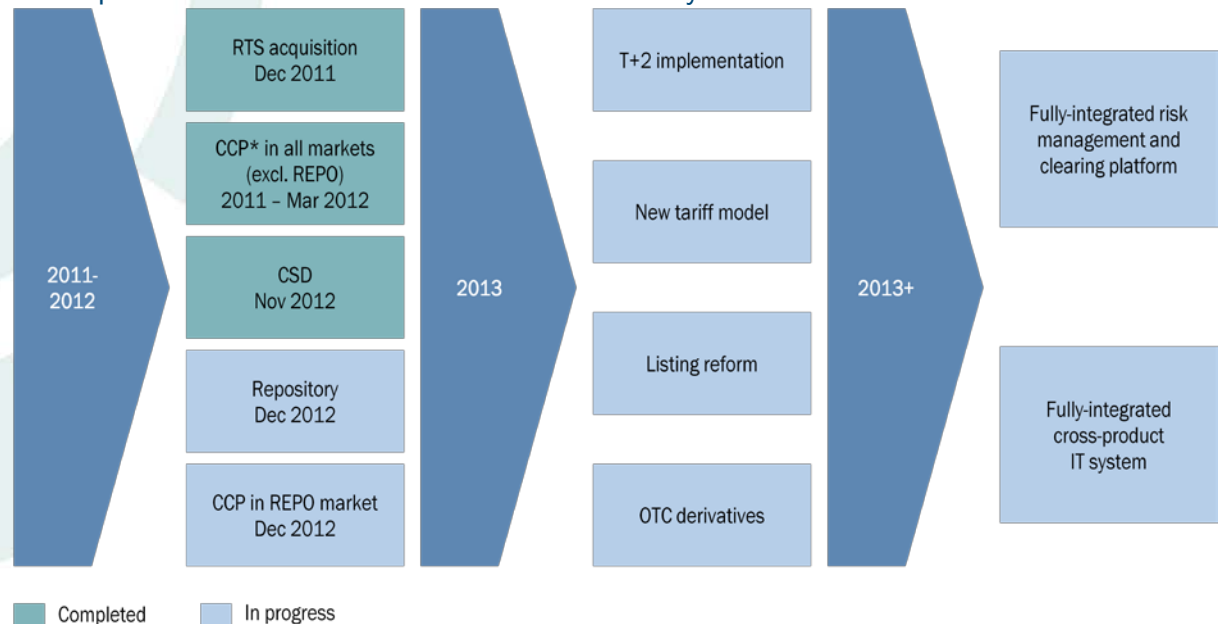 2011-
2012
RTS acquisition
Dec 2011
CCP* in all markets
(excl. REPO)
2011 – Mar 2012
CSD
Nov 2012
Repository
Dec 2012
CCP in REPO market
Dec 2012
2013
T+2 implementation
New tariff model
Listing reform
OTC derivatives
2013+
Fully-integrated risk
management and
clearing platform
Fully-integrated
cross-product
IT system
Completed
In progress